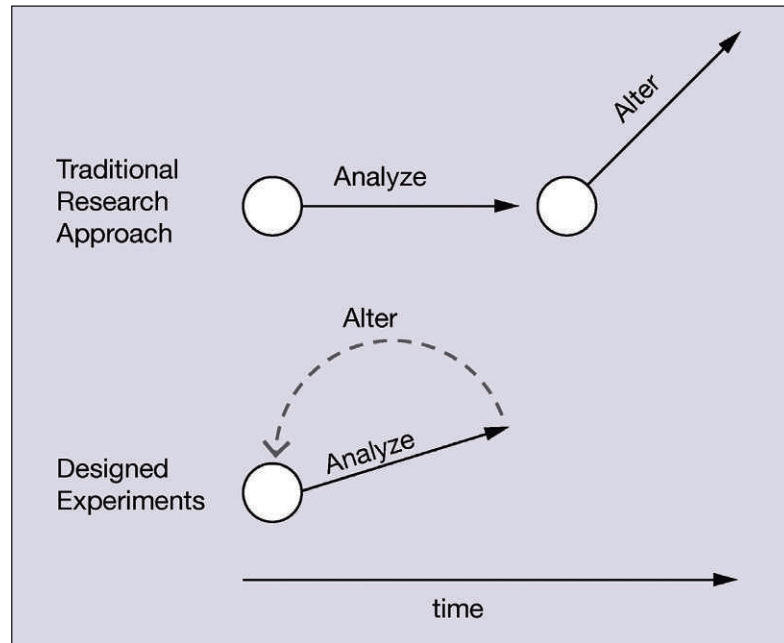 Alter
Analyze
Traditional
Research
Approach
Alter
Analyze
Designed
Experiments
time